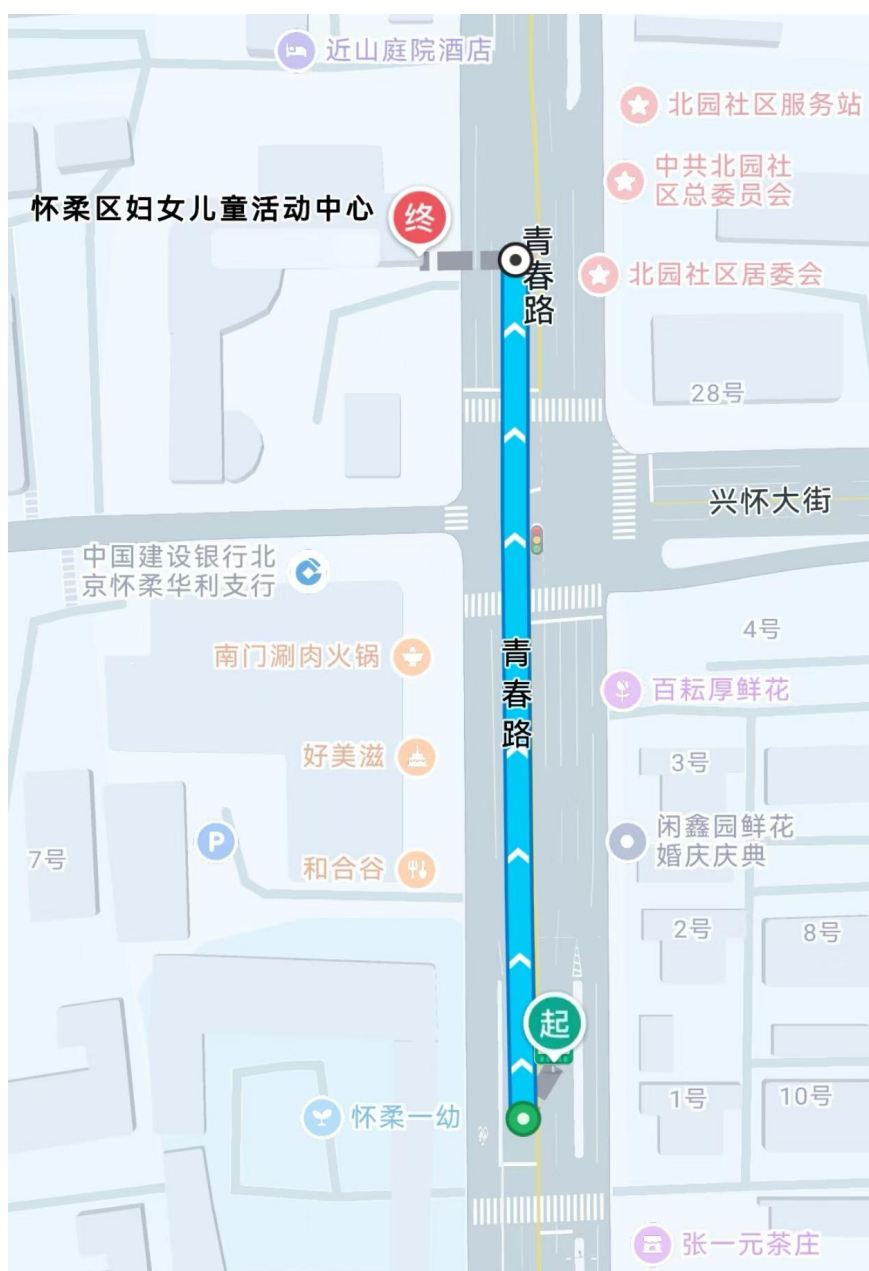 近山庭院酒店
北园社区服务站
中共北园社
区总委员会
怀柔区妇女儿童活动中心
终
青春路
北园社区居委会
28号
兴怀大街
中国建设银行北
京怀柔华利支行
4号
南门涮肉火锅
青春路
百耘厚鲜花
好美滋
3号
P
7号
闲鑫园鲜花
婚庆庆典
和合谷
2号
8号
起
怀柔一幼
1号
10号
张一元茶庄